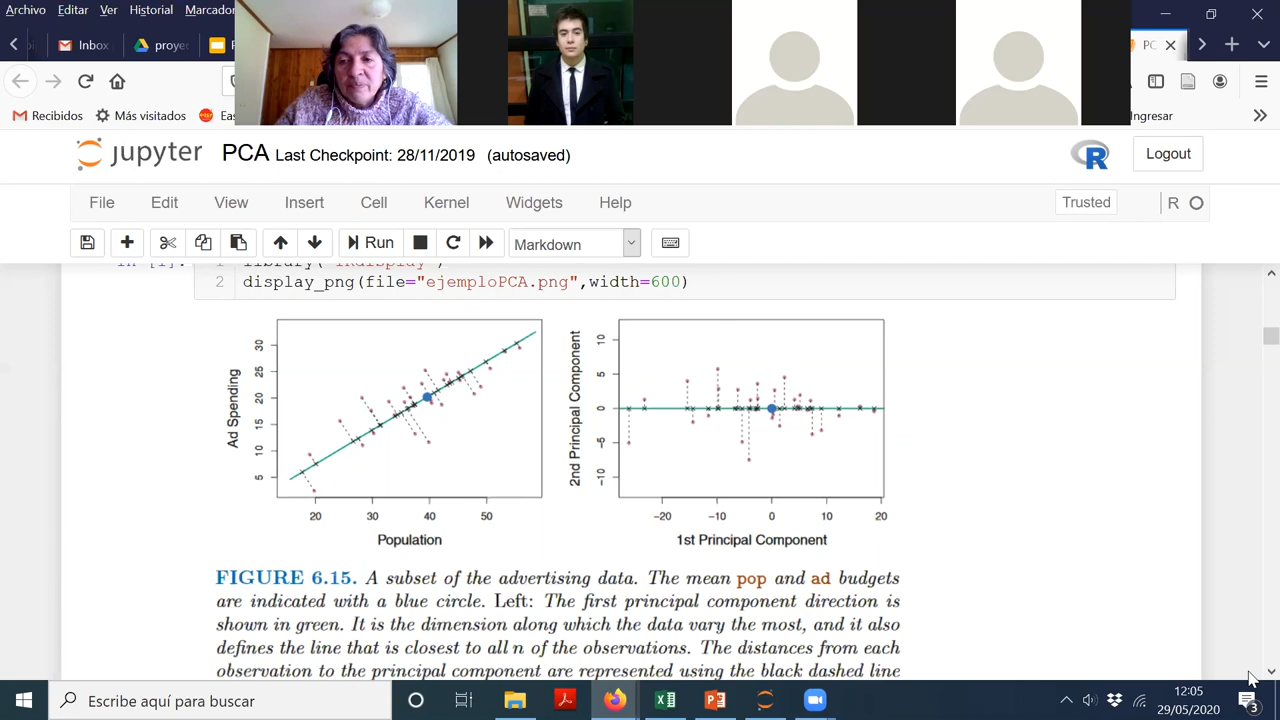 Archivo Editar Ver Historial Marcador
Inbox proye PC
Recibidos Más visitados Eas Ingresar
jupyter PCA Last Checkpoint: 28/11/2019 (autosaved) R Logout
File Edit View Insert Cell Kernel Widgets Help Trusted R
Run Markdown
2 display_png(file="ejemploPCA.png",width=600)
Ad Spending
30
25
20
15
10
5
20 30 40 50
Population
2nd Principal Component
10
5
0
−5
−10
−20 −10 0 10 20
1st Principal Component
FIGURE 6.15. A subset of the advertising data. The mean pop and ad budgets
are indicated with a blue circle. Left: The first principal component direction is
shown in green. It is the dimension along which the data vary the most, and it also
defines the line that is closest to all n of the observations. The distances from each
observation to the principal component are represented using the black dashed line
Escribe aquí para buscar
12:05
29/05/2020
3